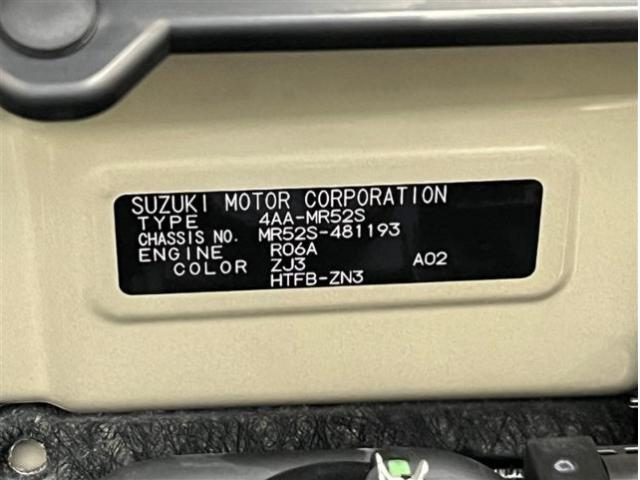 SUZUKI MOTOR CORPORATION
TYPE 4AA-MR52S
CHASSIS NO. MR52S-481193
ENGINE R06A
COLOR ZJ3 A02
HTFB-ZN3